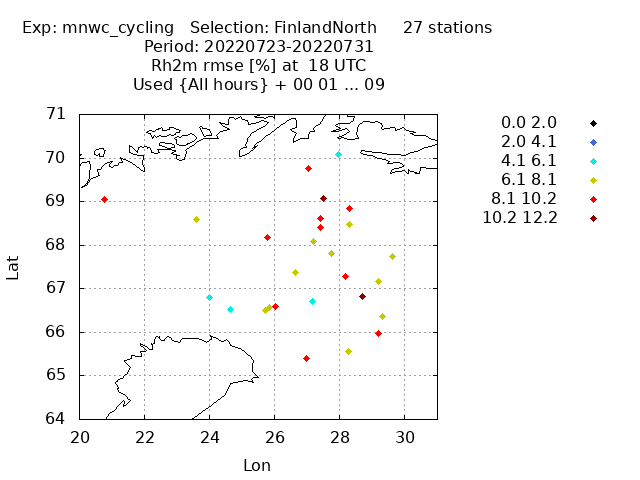 Exp: mnwc_cycling   Selection: FinlandNorth     27 stations
Period: 20220723-20220731
Rh2m rmse [%] at  18 UTC
Used {All hours} + 00 01 ... 09
0.0 2.0
2.0 4.1
4.1 6.1
6.1 8.1
8.1 10.2
10.2 12.2
71
70
69
68
67
66
65
64
Lat
20 22 24 26 28 30
Lon